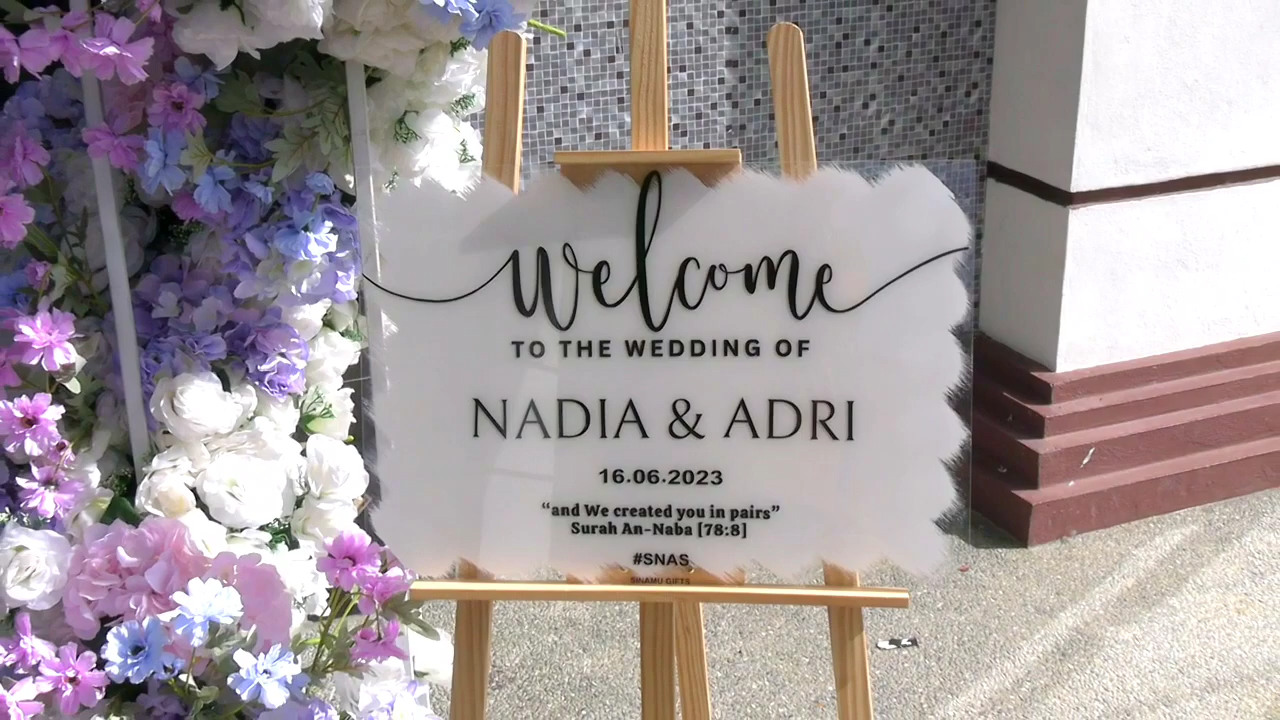 welcome
TO THE WEDDING OF
NADIA & ADRI
16.06.2023
“and We created you in pairs”
Surah An-Naba [78:8]
#SNAS
SINAMU GIFTS